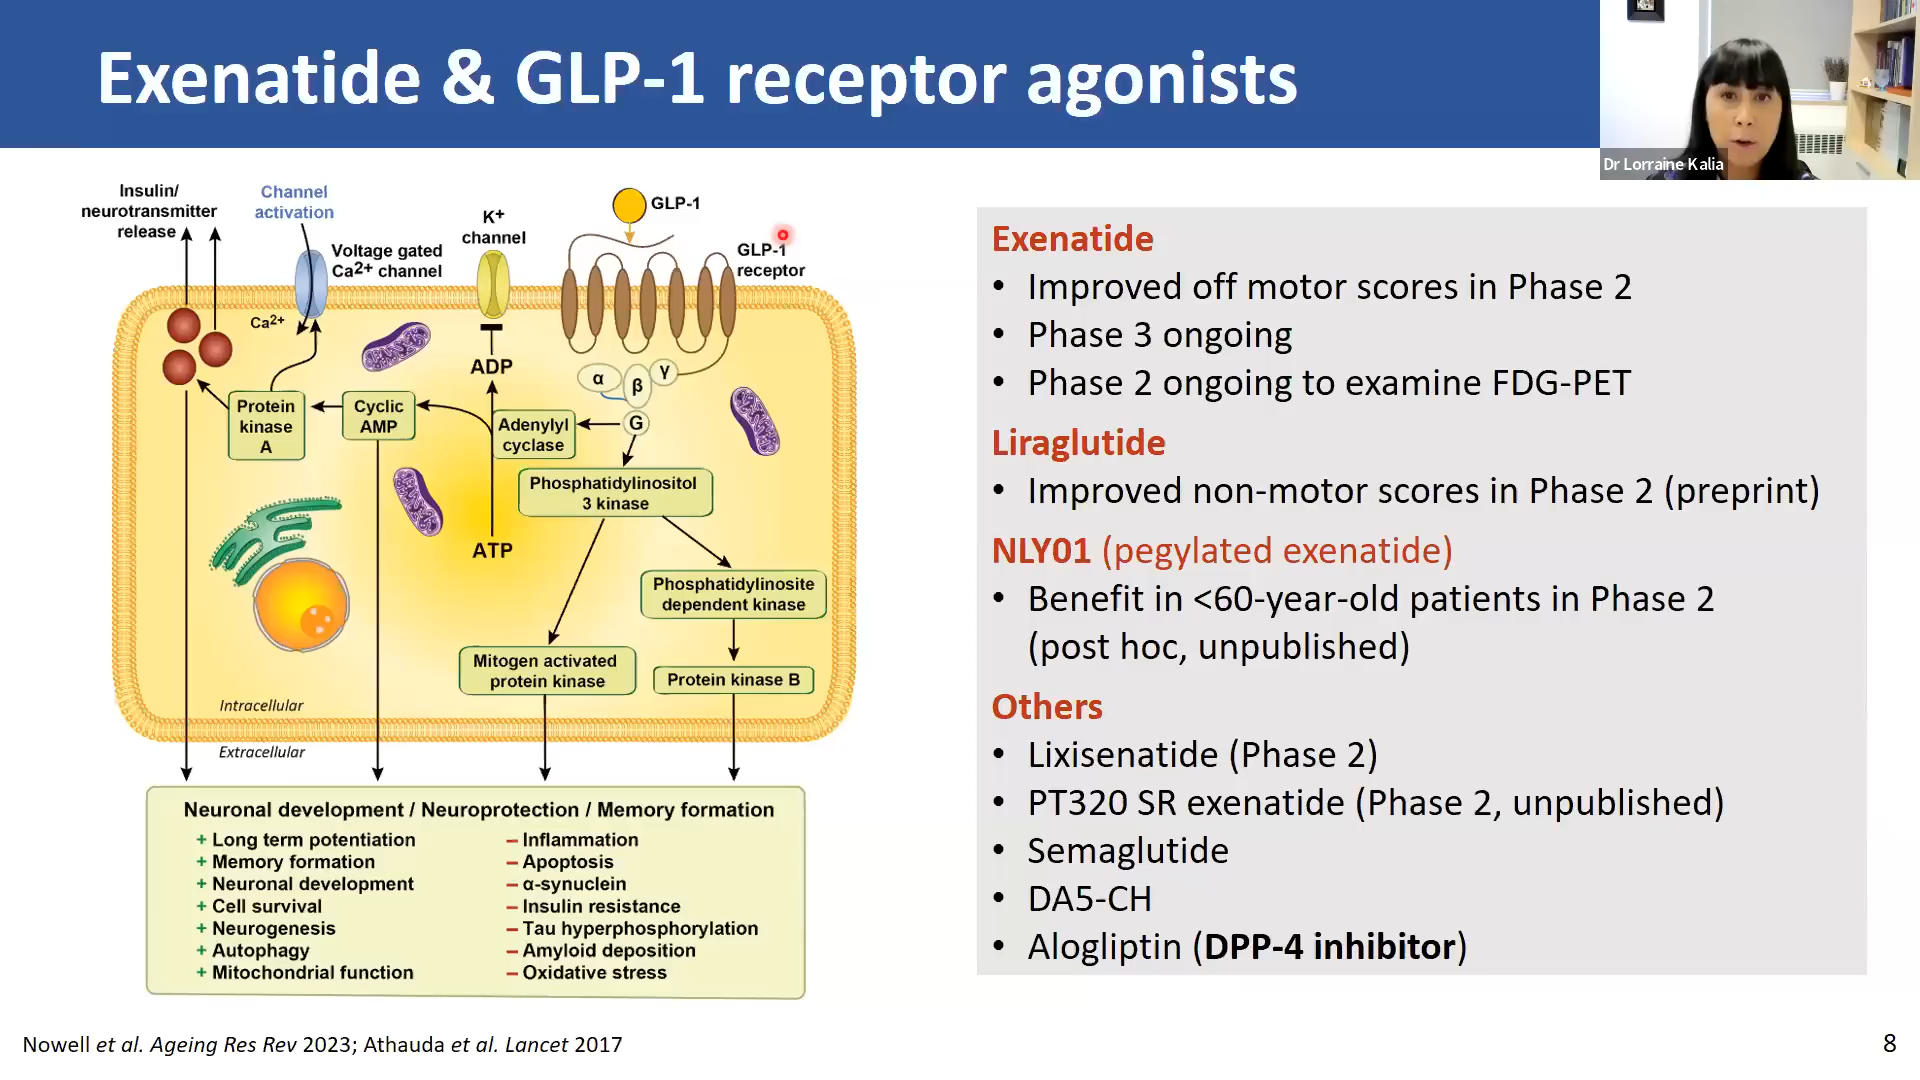 Exenatide & GLP-1 receptor agonists
Dr Lorraine Kalia
Insulin/
neurotransmitter
release
Channel
activation
Voltage gated
Ca2+ channel
K+
channel
GLP-1
GLP-1
receptor
Ca2+
ADP
α
β
γ
G
Protein
kinase
A
Cyclic
AMP
Adenylyl
cyclase
Phosphatidylinositol
3 kinase
ATP
Phosphatidylinosite
dependent kinase
Mitogen activated
protein kinase
Protein kinase B
Intracellular
Extracellular
Neuronal development / Neuroprotection / Memory formation
+ Long term potentiation
+ Memory formation
+ Neuronal development
+ Cell survival
+ Neurogenesis
+ Autophagy
+ Mitochondrial function
– Inflammation
– Apoptosis
– α-synuclein
– Insulin resistance
– Tau hyperphosphorylation
– Amyloid deposition
– Oxidative stress
Exenatide
• Improved off motor scores in Phase 2
• Phase 3 ongoing
• Phase 2 ongoing to examine FDG-PET
Liraglutide
• Improved non-motor scores in Phase 2 (preprint)
NLY01 (pegylated exenatide)
• Benefit in <60-year-old patients in Phase 2
(post hoc, unpublished)
Others
• Lixisenatide (Phase 2)
• PT320 SR exenatide (Phase 2, unpublished)
• Semaglutide
• DA5-CH
• Alogliptin (DPP-4 inhibitor)
Nowell et al. Ageing Res Rev 2023; Athauda et al. Lancet 2017
8